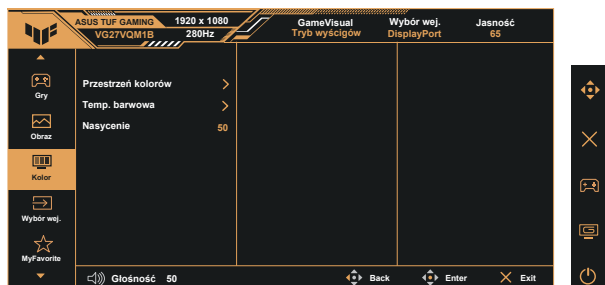 ASUS TUF GAMING 1920 x 1080 GameVisual Wybór wej. Jasność
VG27VQM1B 280Hz Tryb wyścigów DisplayPort 65
Gry
Przestrzeń kolorów
Temp. barwowa
Nasycenie 50
Obraz
Kolor
Wybór wej.
MyFavorite
Głośność 50 Back Enter Exit